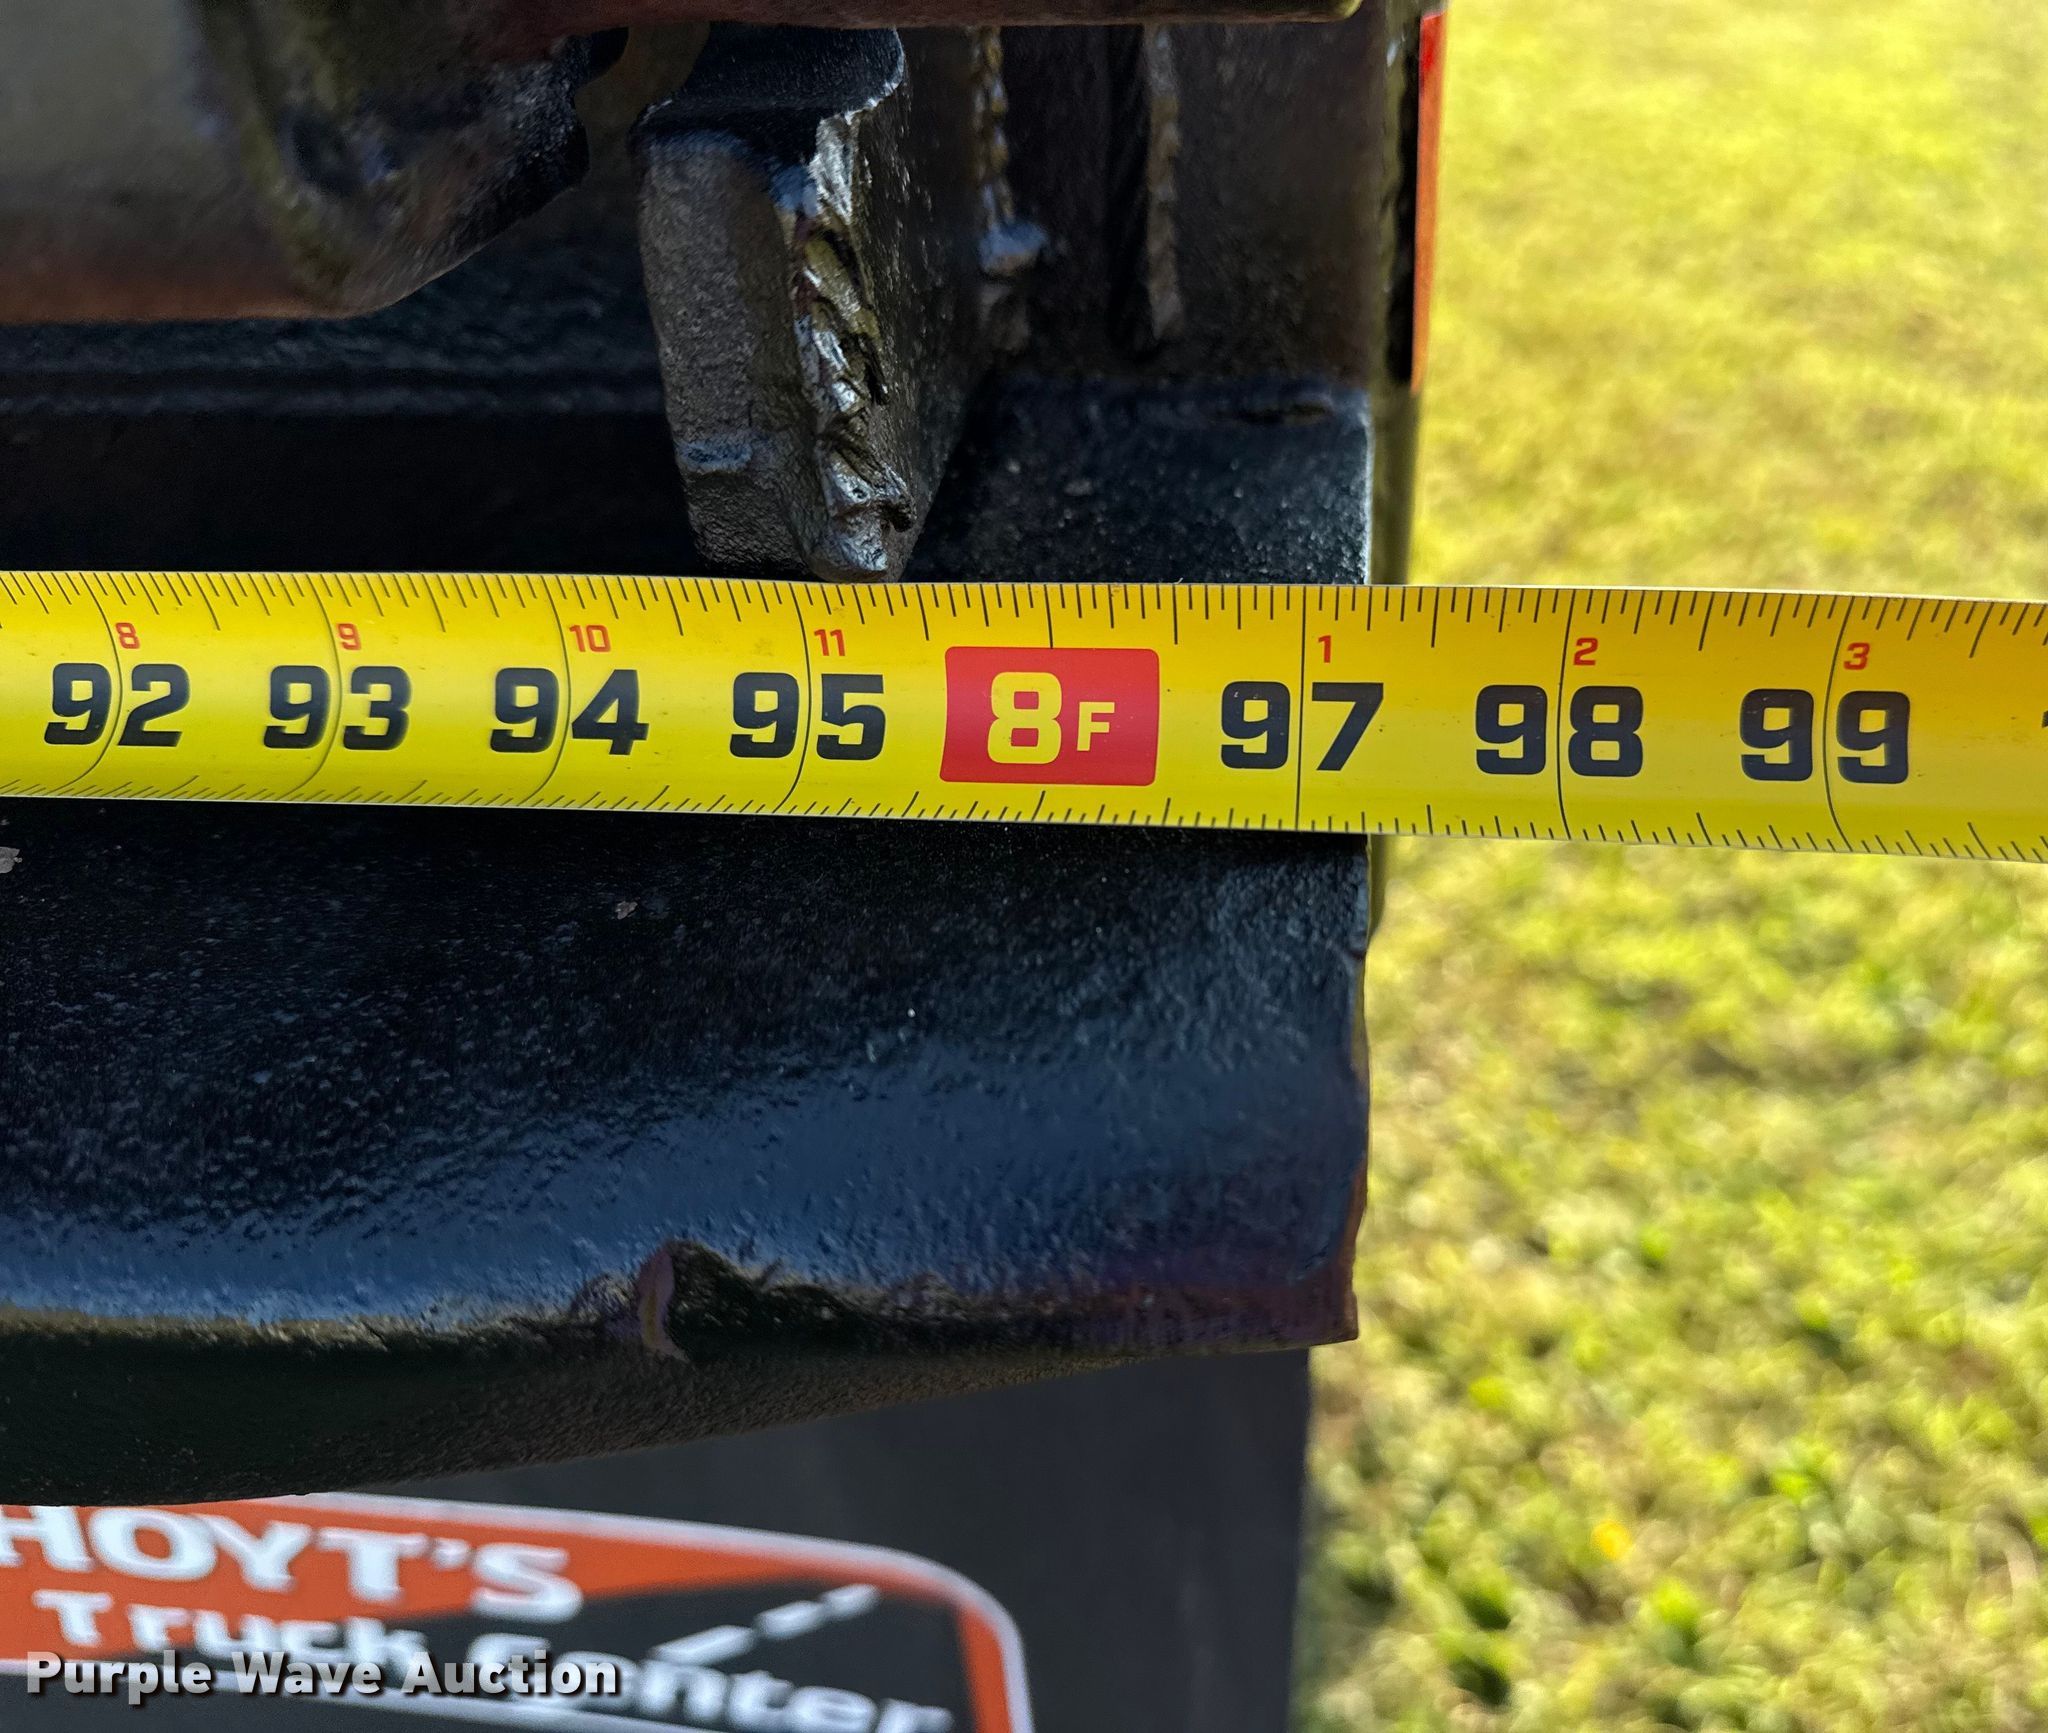 8 9 10 11 1 2 3
92 93 94 95 8F 97 98 99
HOYT'S
Truck Center
Purple Wave Auction